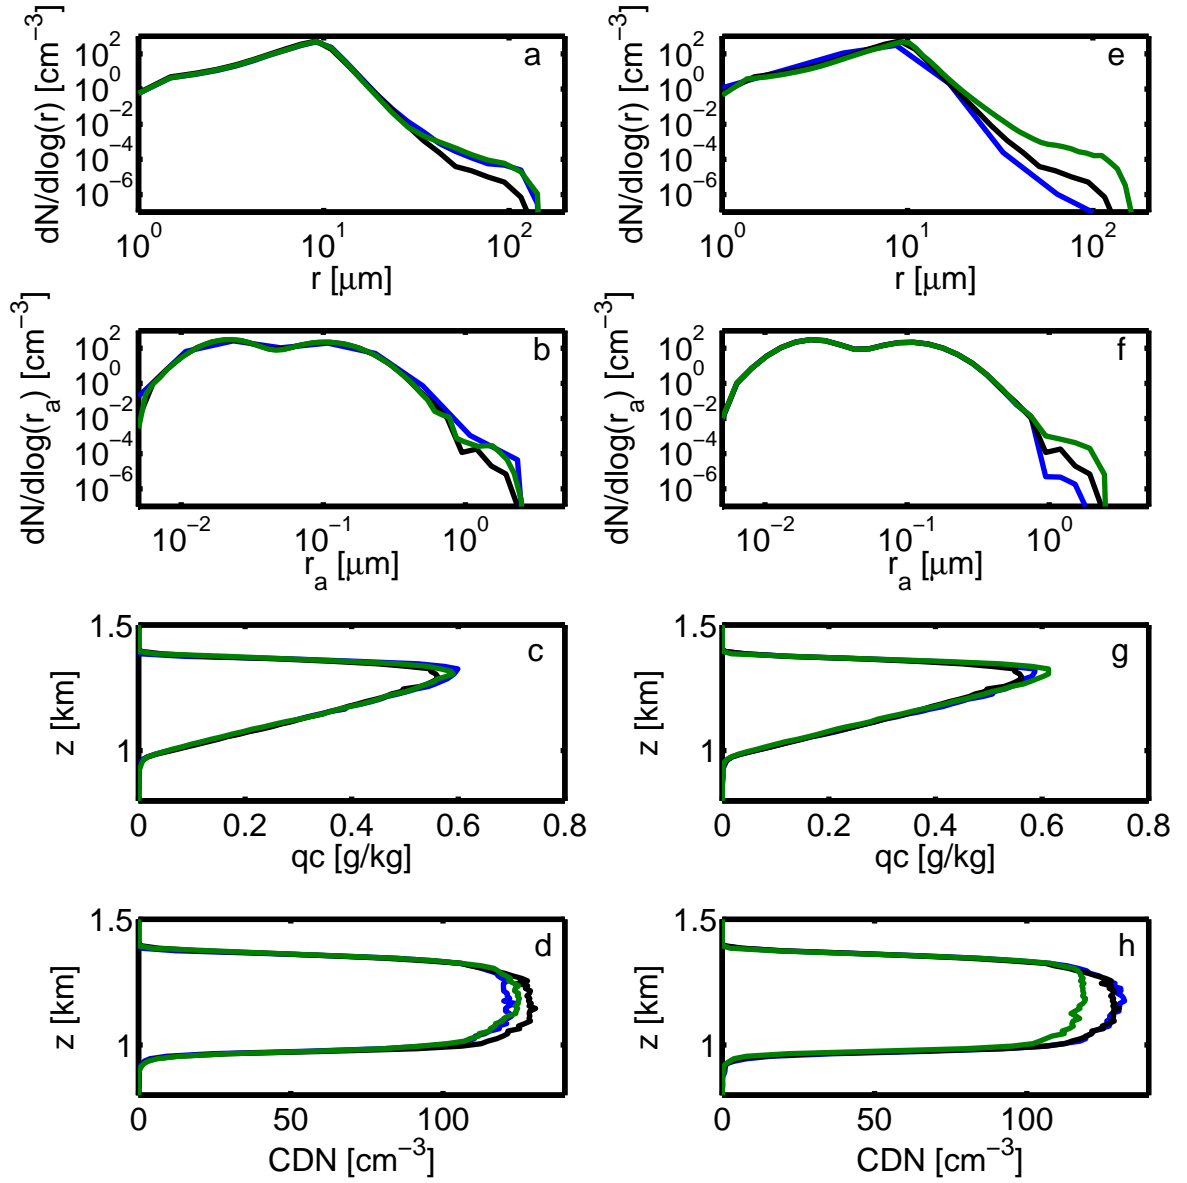 a
dN/dlog(r) [cm⁻³]
10² 10⁰ 10⁻² 10⁻⁴ 10⁻⁶
10⁰ 10¹ 10²
r [μm]
e
dN/dlog(r) [cm⁻³]
10² 10⁰ 10⁻² 10⁻⁴ 10⁻⁶
10⁰ 10¹ 10²
r [μm]
b
dN/dlog(rₐ) [cm⁻³]
10² 10⁰ 10⁻² 10⁻⁴ 10⁻⁶
10⁻² 10⁻¹ 10⁰
rₐ [μm]
f
dN/dlog(rₐ) [cm⁻³]
10² 10⁰ 10⁻² 10⁻⁴ 10⁻⁶
10⁻² 10⁻¹ 10⁰
rₐ [μm]
c
z [km]
1.5 1
0 0.2 0.4 0.6 0.8
qc [g/kg]
g
z [km]
1.5 1
0 0.2 0.4 0.6 0.8
qc [g/kg]
d
z [km]
1.5 1
0 50 100
CDN [cm⁻³]
h
z [km]
1.5 1
0 50 100
CDN [cm⁻³]